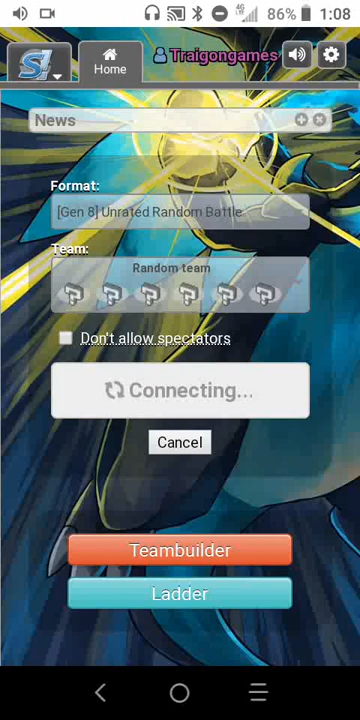 86% 1:08
Home
Traigongames
News
Format:
[Gen 8] Unrated Random Battle
Team:
Random team
Don't allow spectators
Connecting...
Cancel
Teambuilder
Ladder